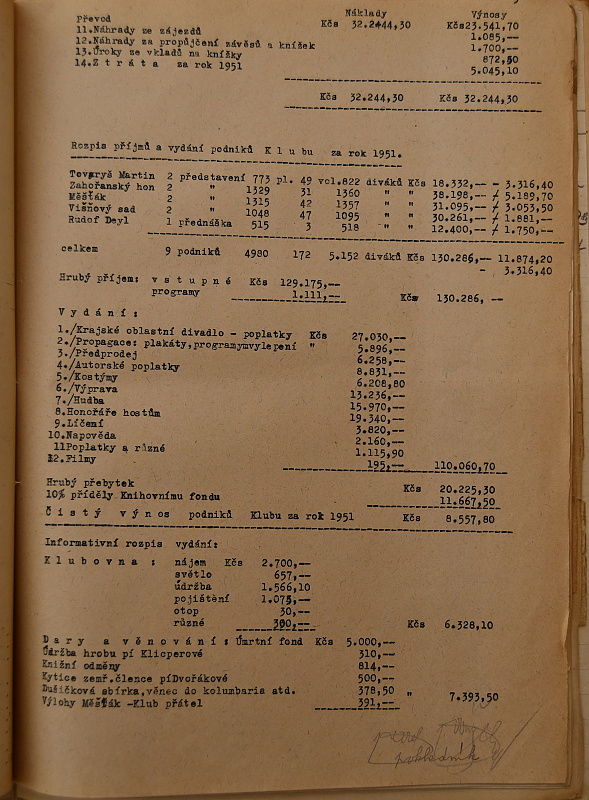 Náklady Výnosy
Převod Kčs 32.244,30 Kčs23.541,70
11.Náhrady ze zájezdů 1.085,—
12.Náhrady za propůjčení závěsů a knížek 1.700,—
13.Úroky ze vkladů na knížky 872,50
14.Z t r á t a za rok 1951 5.045,10
Kčs 32.244,30 Kčs 32.244,30
Rozpis příjmů a vydání podniků K l u b u za rok 1951.
Tovaryš Martin 2 představení 773 pl. 49 vol.822 diváků Kčs 18.332,— - 3.316,40
Zahořanský hon 2 " 1329 31 1360 " " 38.198,— / 5.189,70
Měšťák 2 " 1315 42 1357 " " 31.095,— / 3.053,50
Višňový sad 2 " 1048 47 1095 " " 30.261,— / 1.881,—
Rudof Deyl 1 přednáška 515 3 518 " " 12.400,— / 1.750,—
celkem 9 podniků 4980 172 5.152 diváků Kčs 130.286,— 11.874,20
- 3.316,40
Hrubý příjem: v s t u p n é Kčs 129.175,—
programy 1.111,— Kčs 130.286, —
V y d á n í :
1./Krajské oblastní divadlo - poplatky Kčs 27.030,—
2./Propagace: plakáty,programymvylepení " 5.896,—
3./Předprodej 6.258,—
4./Autorské poplatky 8.831,—
5./Kostýmy 6.208,80
6./Výprava 13.236,—
7./Hudba 15.970,—
8.Honoráře hostům 19.340,—
9.Líčení 3.820,—
10.Napověda 2.160,—
11Poplatky a různé 1.115,90
12.Filmy 195,— 110.060,70
Hrubý přebytek Kčs 20.225,30
10% příděly Knihovnímu fondu 11.667,50
Č i s t ý v ý n o s podniků Klubu za rok 1951 Kčs 8.557,80
Informativní rozpis vydání:
K l u b o v n a : nájem Kčs 2.700,—
světlo 657,—
údržba 1.566,10
pojištění 1.075,—
otop 30,—
různé 300,— Kčs 6.328,10
D a r y a v ě n o v á n í : Úmrtní fond Kčs 5.000,—
Údržba hrobu pí Klicperové 310,—
Knižní odměny 814,—
Kytice zemř.člence píDvořákové 500,—
Dušičková sbírka,věnec do kolumbaria atd. 378,50 " 7.393,50
Výlohy Měšťák -Klub přátel 391,—
pokladník